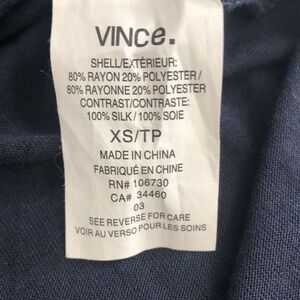 VINCe.
SHELL/EXTÉRIEUR:
80% RAYON 20% POLYESTER/
80% RAYONNE 20% POLYESTER
CONTRAST/CONTRASTE:
100% SILK / 100% SOIE
XS/TP
MADE IN CHINA
FABRIQUÉ EN CHINE
RN# 106730
CA# 34460
03
SEE REVERSE FOR CARE
VOIR AU VERSO POUR LES SOINS